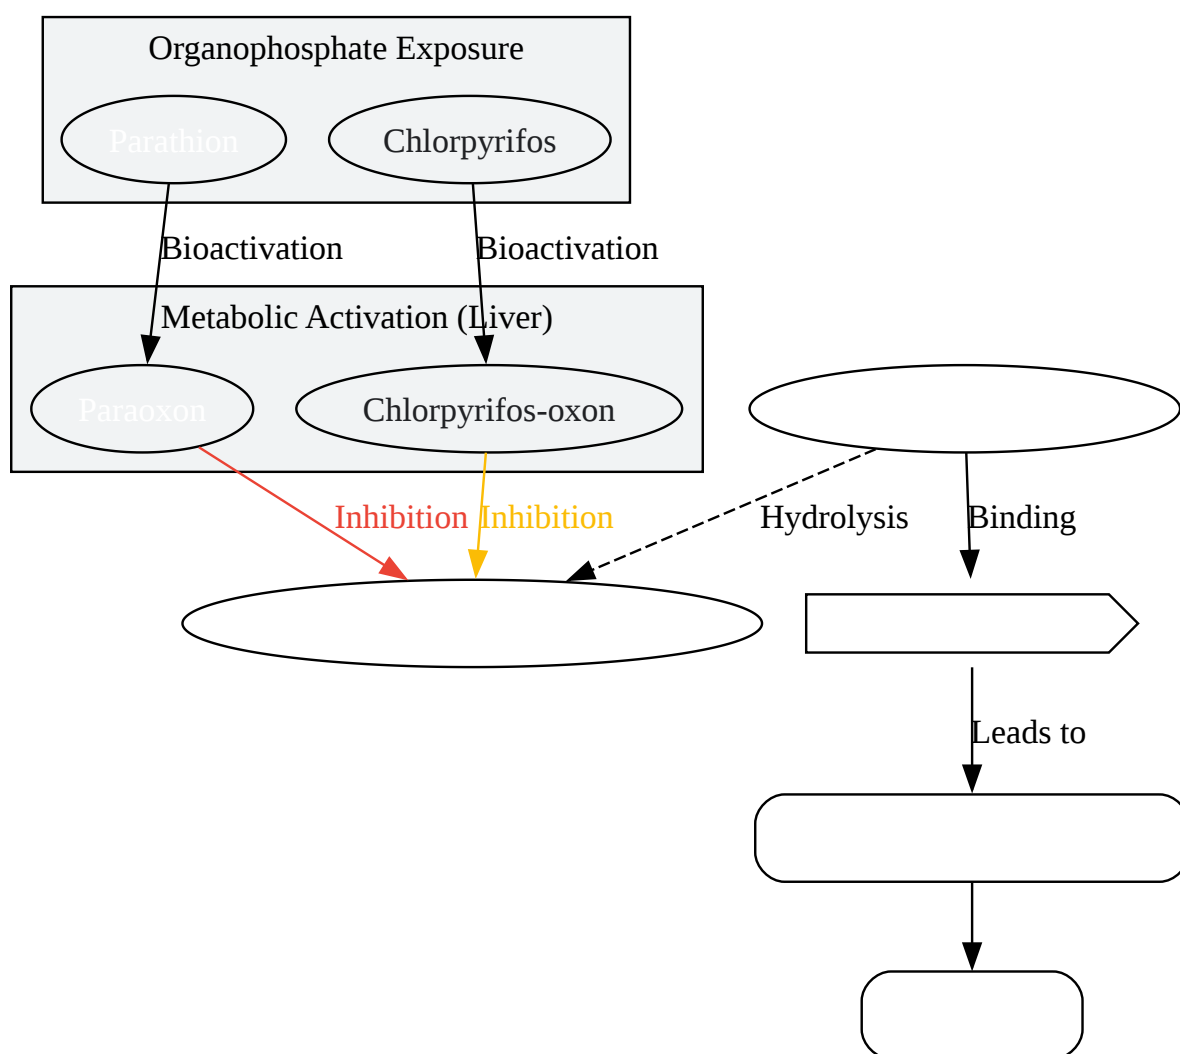 Organophosphate Exposure
Parathion
Chlorpyrifos
Bioactivation
Bioactivation
Metabolic Activation (Liver)
Paraoxon
Chlorpyrifos-oxon
Inhibition
Inhibition
Hydrolysis
Binding
Leads to